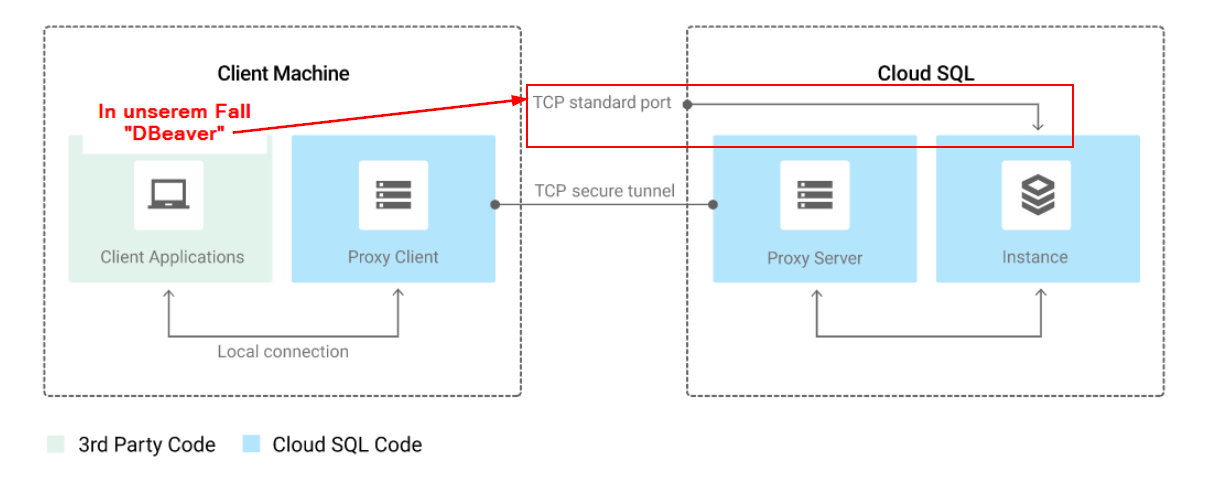 Client Machine
Cloud SQL
In unserem Fall
"DBeaver"
TCP standard port
TCP secure tunnel
Client Applications
Proxy Client
Proxy Server
Instance
Local connection
3rd Party Code
Cloud SQL Code